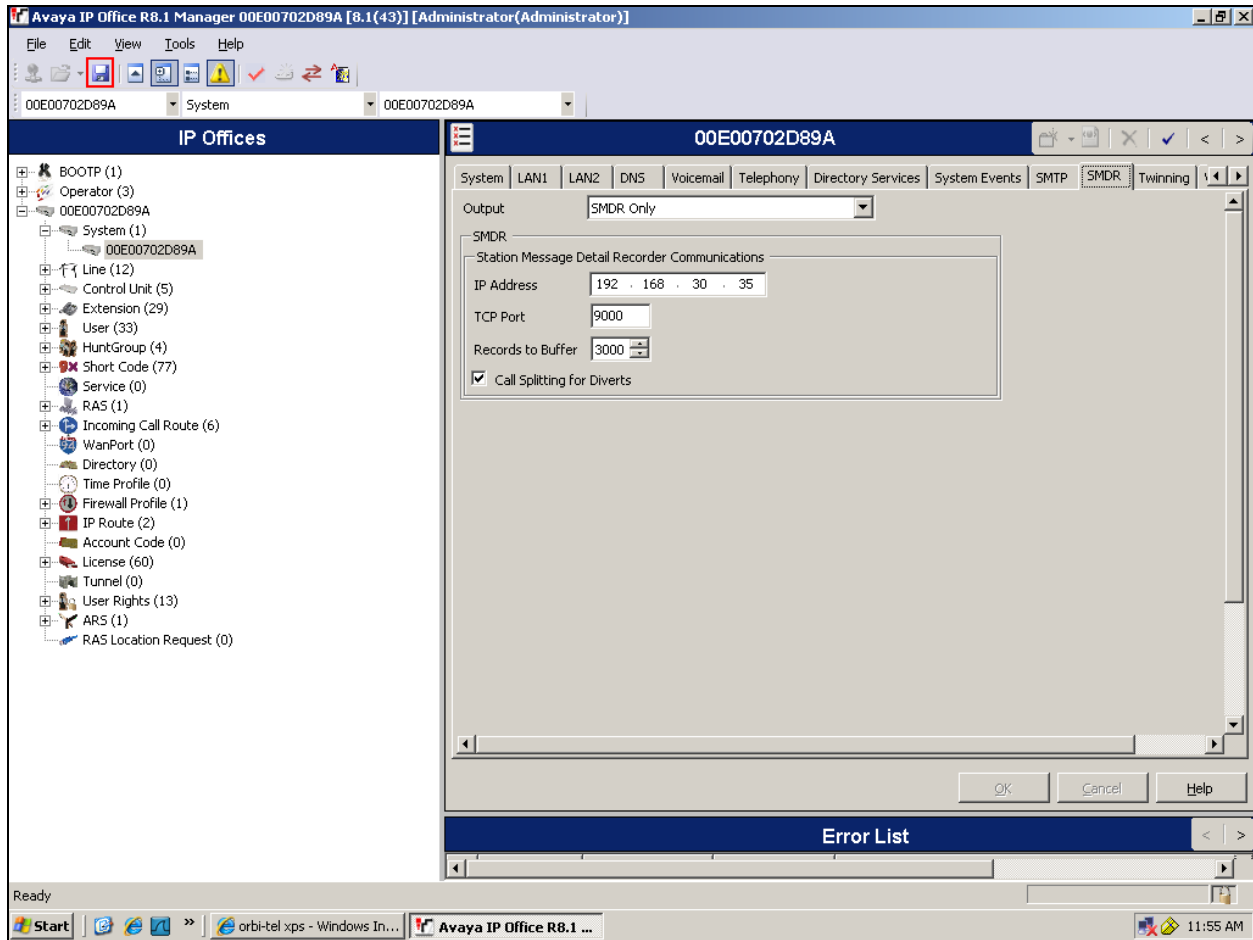 Avaya IP Office R8.1 Manager 00E00702D89A [8.1(43)] [Administrator(Administrator)]
File Edit View Tools Help
00E00702D89A System 00E00702D89A
IP Offices
BOOTP (1)
Operator (3)
00E00702D89A
System (1)
00E00702D89A
Line (12)
Control Unit (5)
Extension (29)
User (33)
HuntGroup (4)
Short Code (77)
Service (0)
RAS (1)
Incoming Call Route (6)
WanPort (0)
Directory (0)
Time Profile (0)
Firewall Profile (1)
IP Route (2)
Account Code (0)
License (60)
Tunnel (0)
User Rights (13)
ARS (1)
RAS Location Request (0)
00E00702D89A
System LAN1 LAN2 DNS Voicemail Telephony Directory Services System Events SMTP SMDR Twinning
Output SMDR Only
SMDR
Station Message Detail Recorder Communications
IP Address 192 . 168 . 30 . 35
TCP Port 9000
Records to Buffer 3000
Call Splitting for Diverts
OK Cancel Help
Error List
Ready
Start » orbi-tel xps - Windows In... Avaya IP Office R8.1 ... 11:55 AM